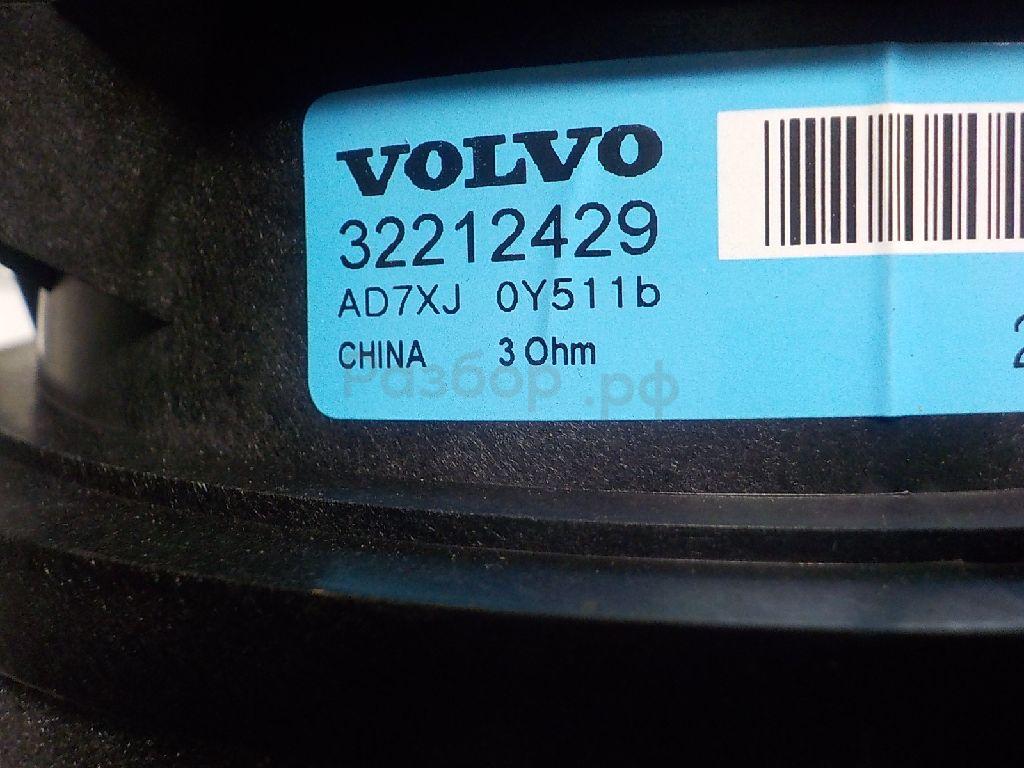 VOLVO
32212429
AD7XJ 0Y511b
CHINA 3 Ohm
Разбор.рф